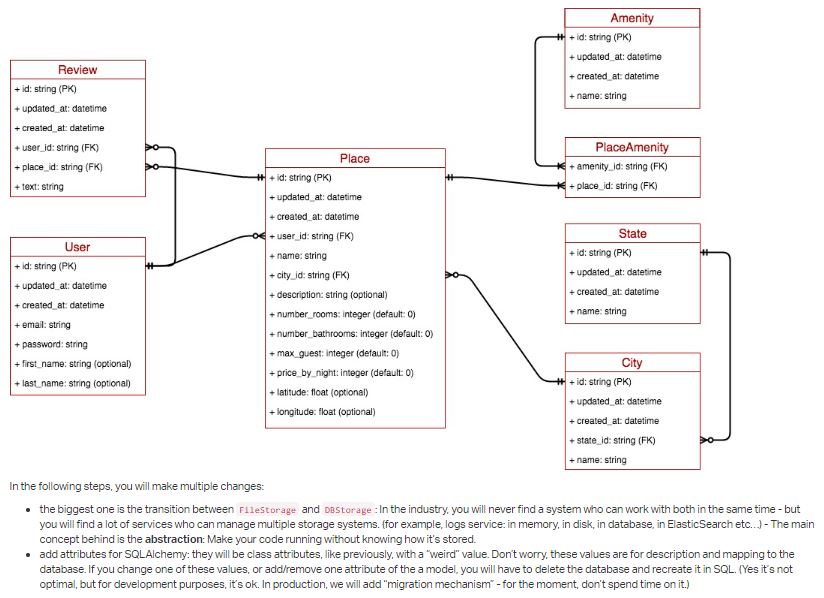 Amenity
+ id: string (PK)
+ updated_at: datetime
+ created_at: datetime
+ name: string
Review
+ id: string (PK)
+ updated_at: datetime
+ created_at: datetime
+ user_id: string (FK)
+ place_id: string (FK)
+ text: string
PlaceAmenity
+ amenity_id: string (FK)
+ place_id: string (FK)
Place
+ id: string (PK)
+ updated_at: datetime
+ created_at: datetime
+ user_id: string (FK)
+ name: string
+ city_id: string (FK)
+ description: string (optional)
+ number_rooms: integer (default: 0)
+ number_bathrooms: integer (default: 0)
+ max_guest: integer (default: 0)
+ price_by_night: integer (default: 0)
+ latitude: float (optional)
+ longitude: float (optional)
State
+ id: string (PK)
+ updated_at: datetime
+ created_at: datetime
+ name: string
User
+ id: string (PK)
+ updated_at: datetime
+ created_at: datetime
+ email: string
+ password: string
+ first_name: string (optional)
+ last_name: string (optional)
City
+ id: string (PK)
+ updated_at: datetime
+ created_at: datetime
+ state_id: string (FK)
+ name: string
In the following steps, you will make multiple changes:
• the biggest one is the transition between FileStorage and DBStorage : In the industry, you will never find a system who can work with both in the same time - but
you will find a lot of services who can manage multiple storage systems. (for example, logs service: in memory, in disk, in database, in ElasticSearch etc...) - The main
concept behind is the abstraction: Make your code running without knowing how it's stored.
• add attributes for SQLAlchemy: they will be class attributes, like previously, with a "weird" value. Don't worry, these values are for description and mapping to the
database. If you change one of these values, or add/remove one attribute of the a model, you will have to delete the database and recreate it in SQL. (Yes it's not
optimal, but for development purposes, it's ok. In production, we will add "migration mechanism" - for the moment, don't spend time on it.)